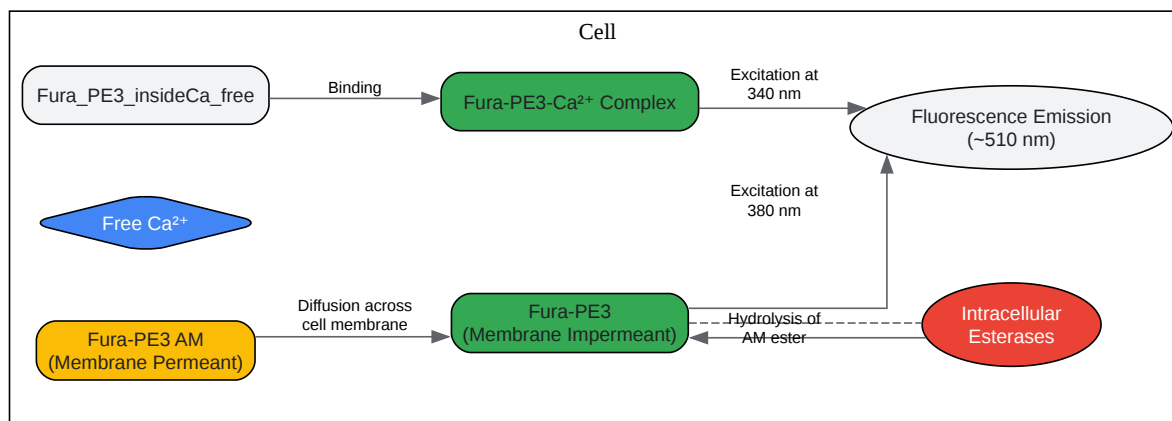 Cell
Fura_PE3_insideCa_free
Binding
Fura-PE3-Ca²⁺ Complex
Excitation at
340 nm
Fluorescence Emission
(~510 nm)
Excitation at
380 nm
Free Ca²⁺
Fura-PE3 AM
(Membrane Permeant)
Diffusion across
cell membrane
Fura-PE3
(Membrane Impermeant)
Hydrolysis of
AM ester
Intracellular
Esterases